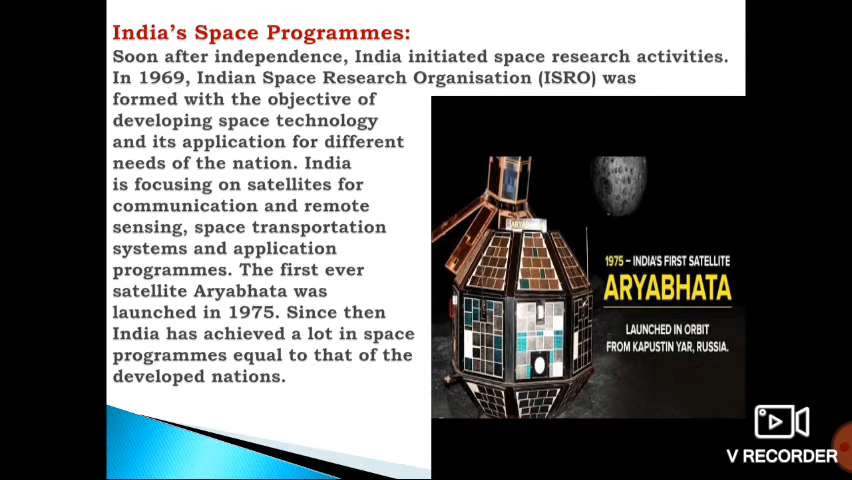 India's Space Programmes:
Soon after independence, India initiated space research activities.
In 1969, Indian Space Research Organisation (ISRO) was
formed with the objective of
developing space technology
and its application for different
needs of the nation. India
is focusing on satellites for
communication and remote
sensing, space transportation
systems and application
programmes. The first ever
satellite Aryabhata was
launched in 1975. Since then
India has achieved a lot in space
programmes equal to that of the
developed nations.
1975 – INDIA'S FIRST SATELLITE
ARYABHATA
LAUNCHED IN ORBIT
FROM KAPUSTIN YAR, RUSSIA.
V RECORDER